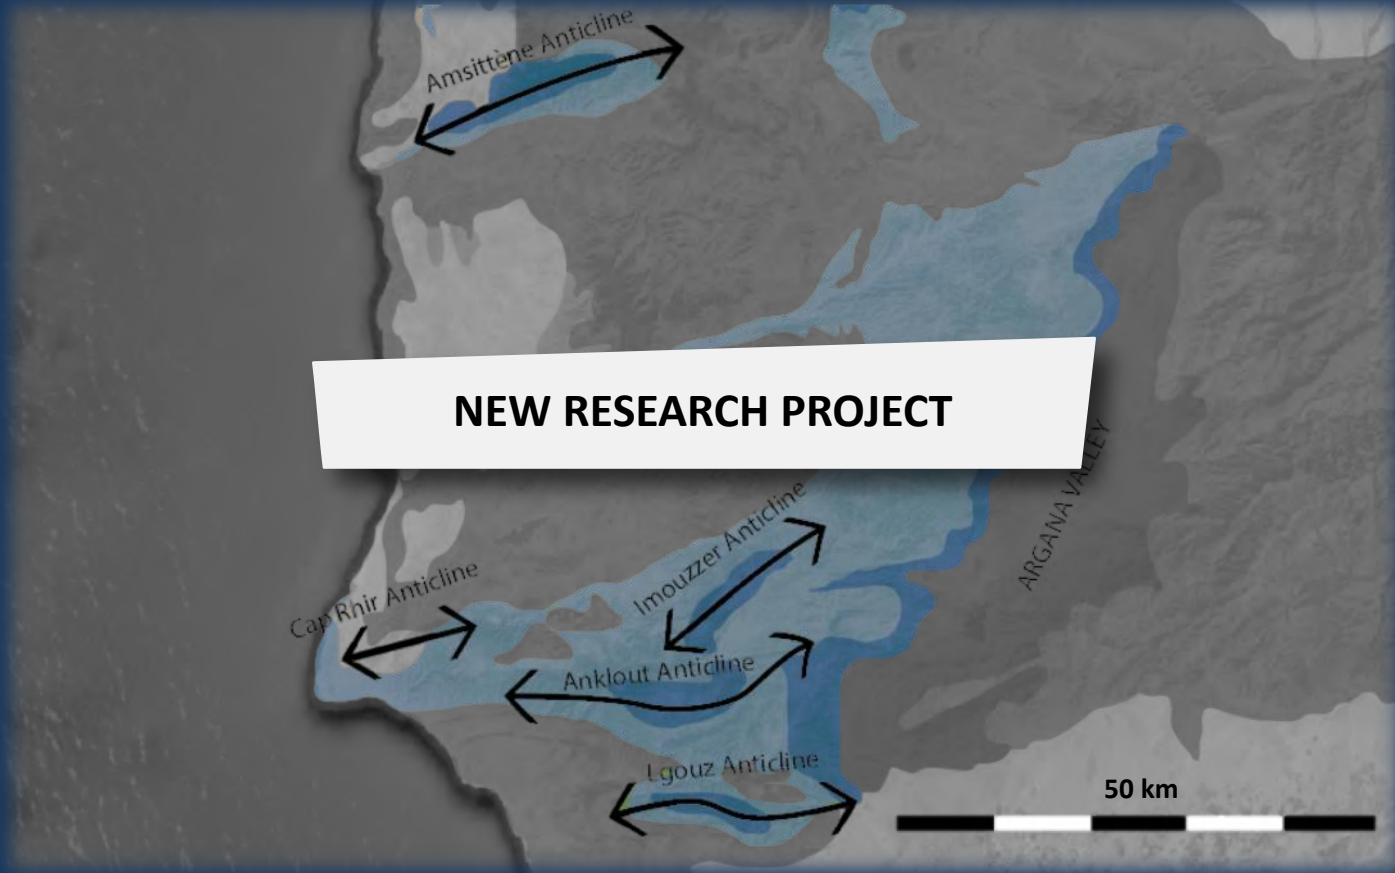 Amsittène Anticline
NEW RESEARCH PROJECT
ARGANA VALLEY
Imouzzer Anticline
Cap Rhir Anticline
Anklout Anticline
Lgouz Anticline
50 km